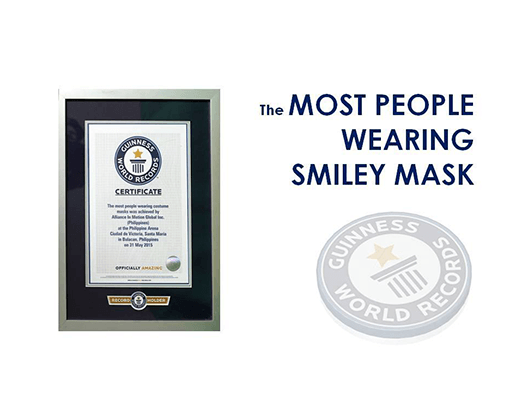 GUINNESS
WORLD RECORDS
CERTIFICATE
The most people wearing costume
masks was achieved by
Alliance In Motion Global Inc.
(Philippines)
at the Philippine Arena
Ciudad de Victoria, Santa Maria
in Bulacan, Philippines
on 31 May 2015
OFFICIALLY AMAZING
RECORD HOLDER
The MOST PEOPLE
WEARING
SMILEY MASK
GUINNESS
WORLD RECORDS